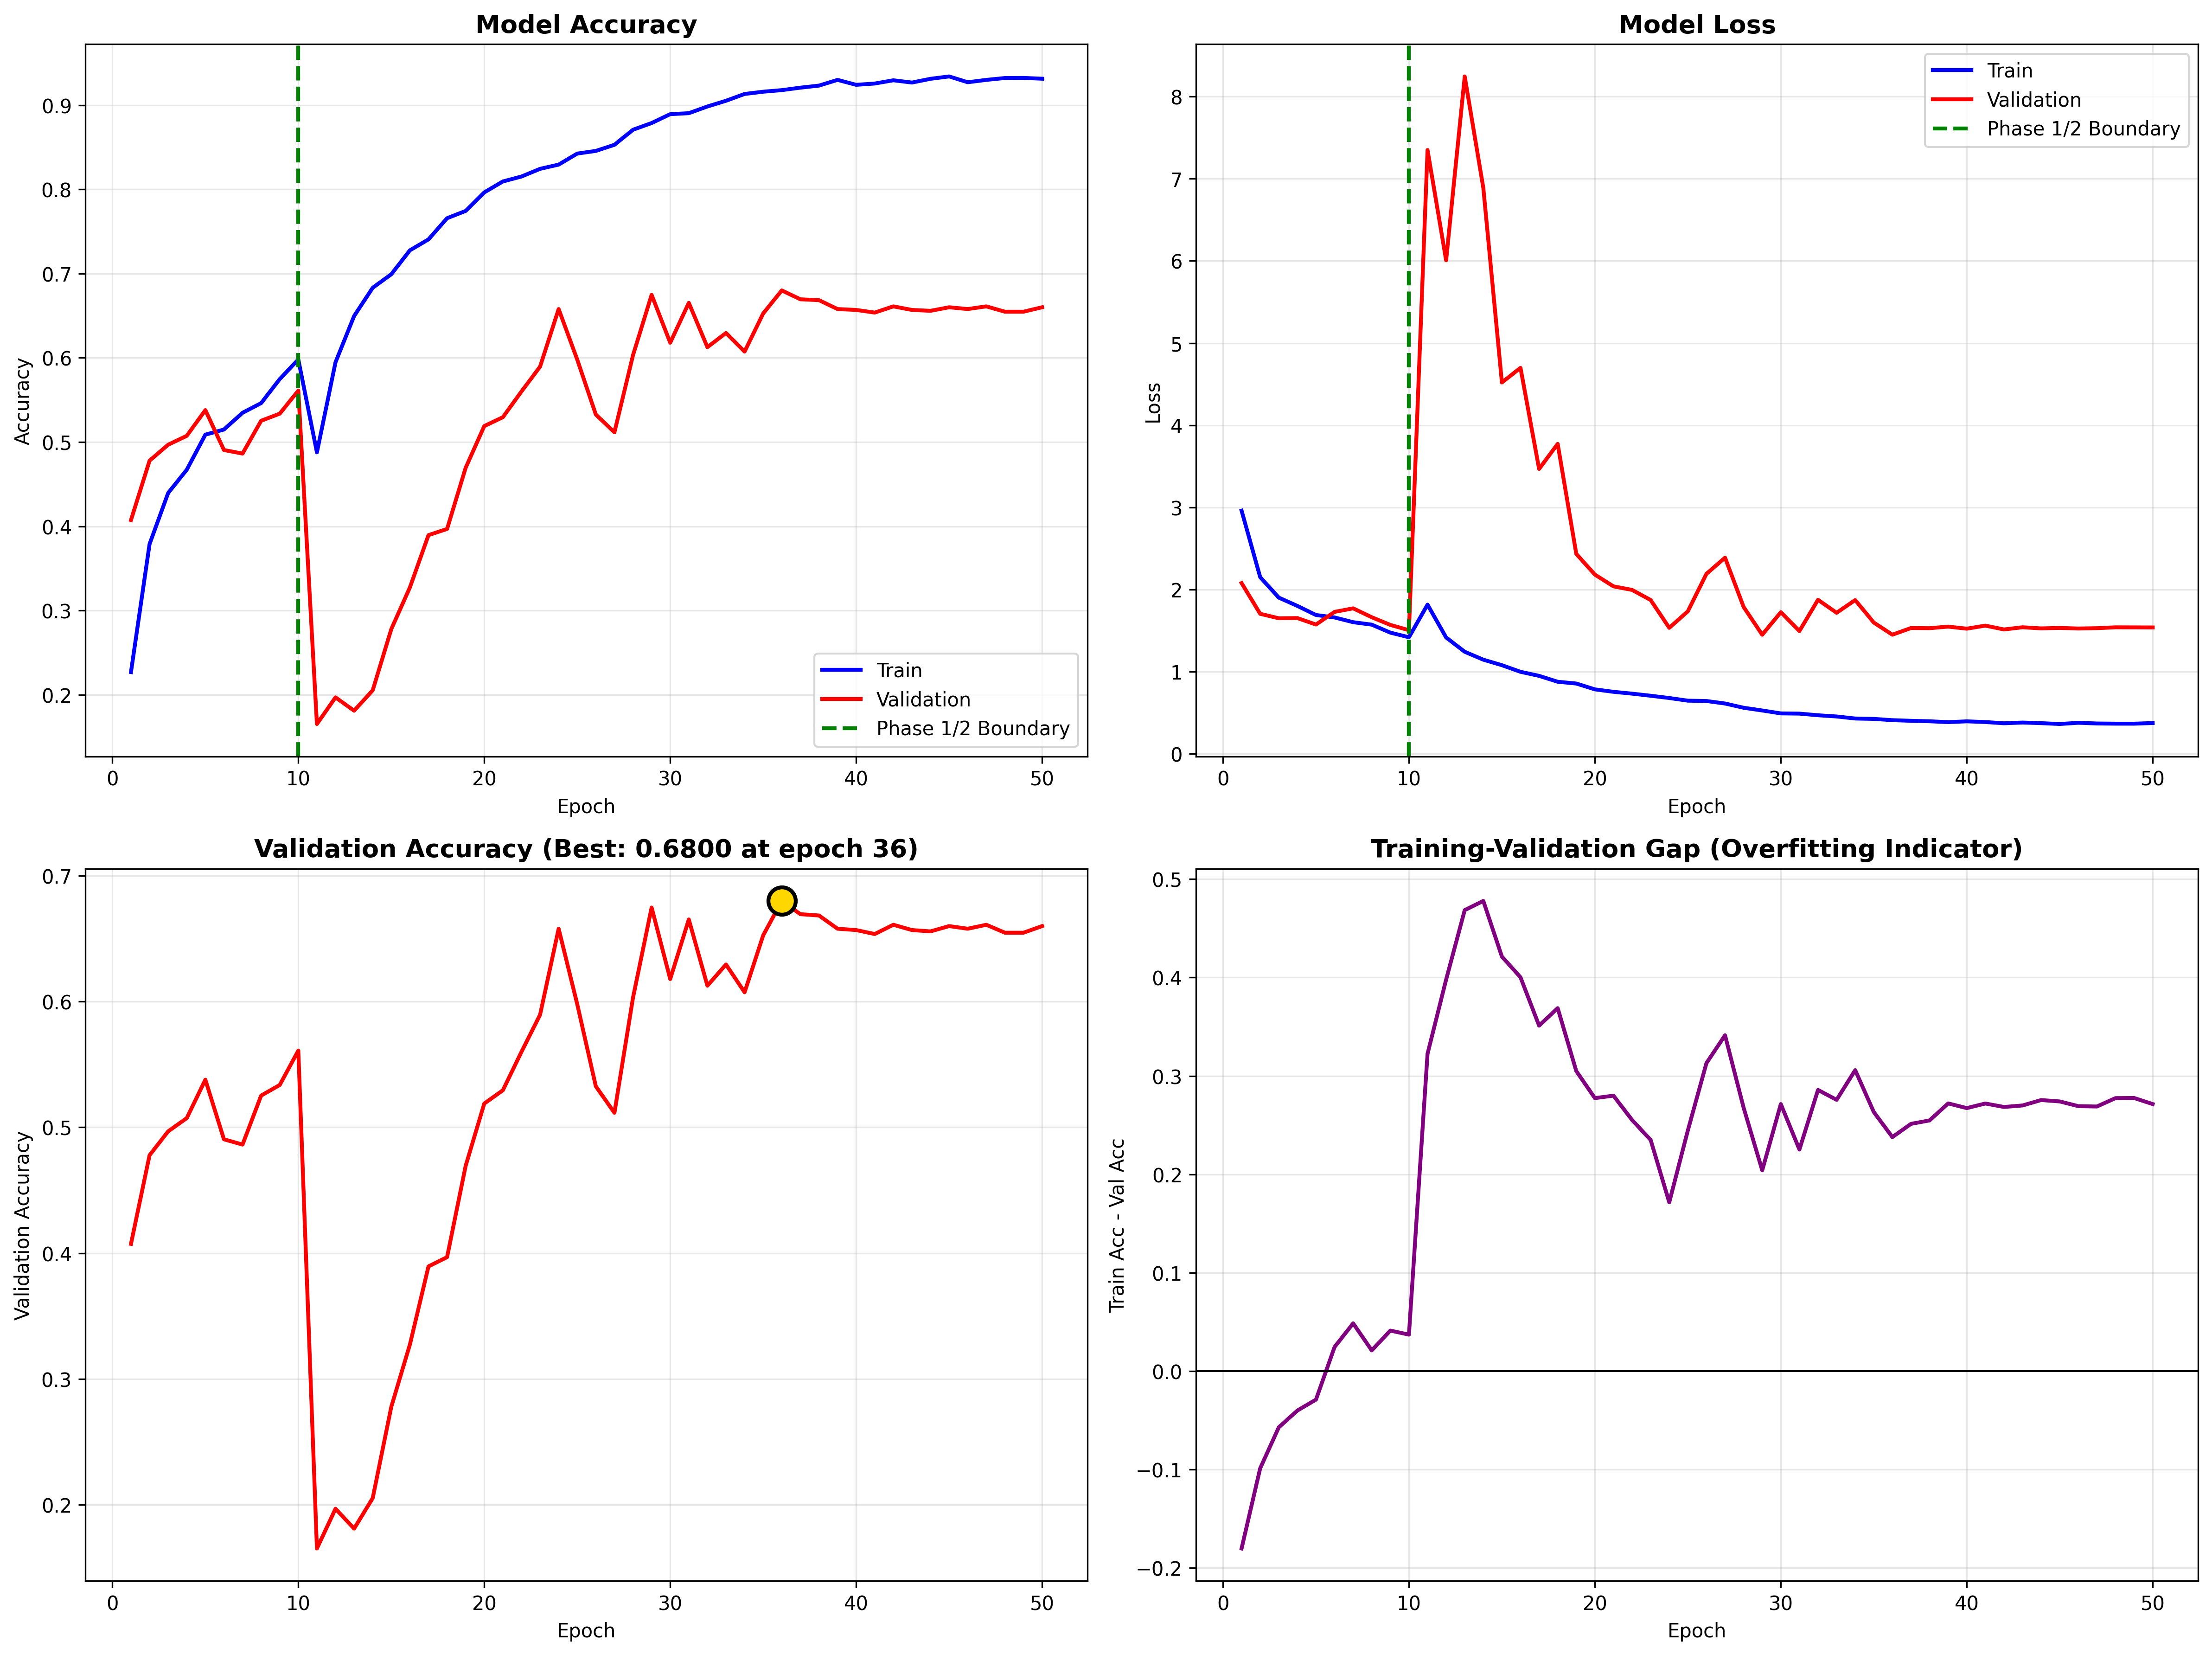 Model Accuracy
Accuracy
0.9
0.8
0.7
0.6
0.5
0.4
0.3
0.2
Train
Validation
Phase 1/2 Boundary
0 10 20 30 40 50
Epoch
Model Loss
Loss
8
7
6
5
4
3
2
1
0
Train
Validation
Phase 1/2 Boundary
0 10 20 30 40 50
Epoch
Validation Accuracy (Best: 0.6800 at epoch 36)
Validation Accuracy
0.7
0.6
0.5
0.4
0.3
0.2
0 10 20 30 40 50
Epoch
Training-Validation Gap (Overfitting Indicator)
Train Acc - Val Acc
0.5
0.4
0.3
0.2
0.1
0.0
−0.1
−0.2
0 10 20 30 40 50
Epoch